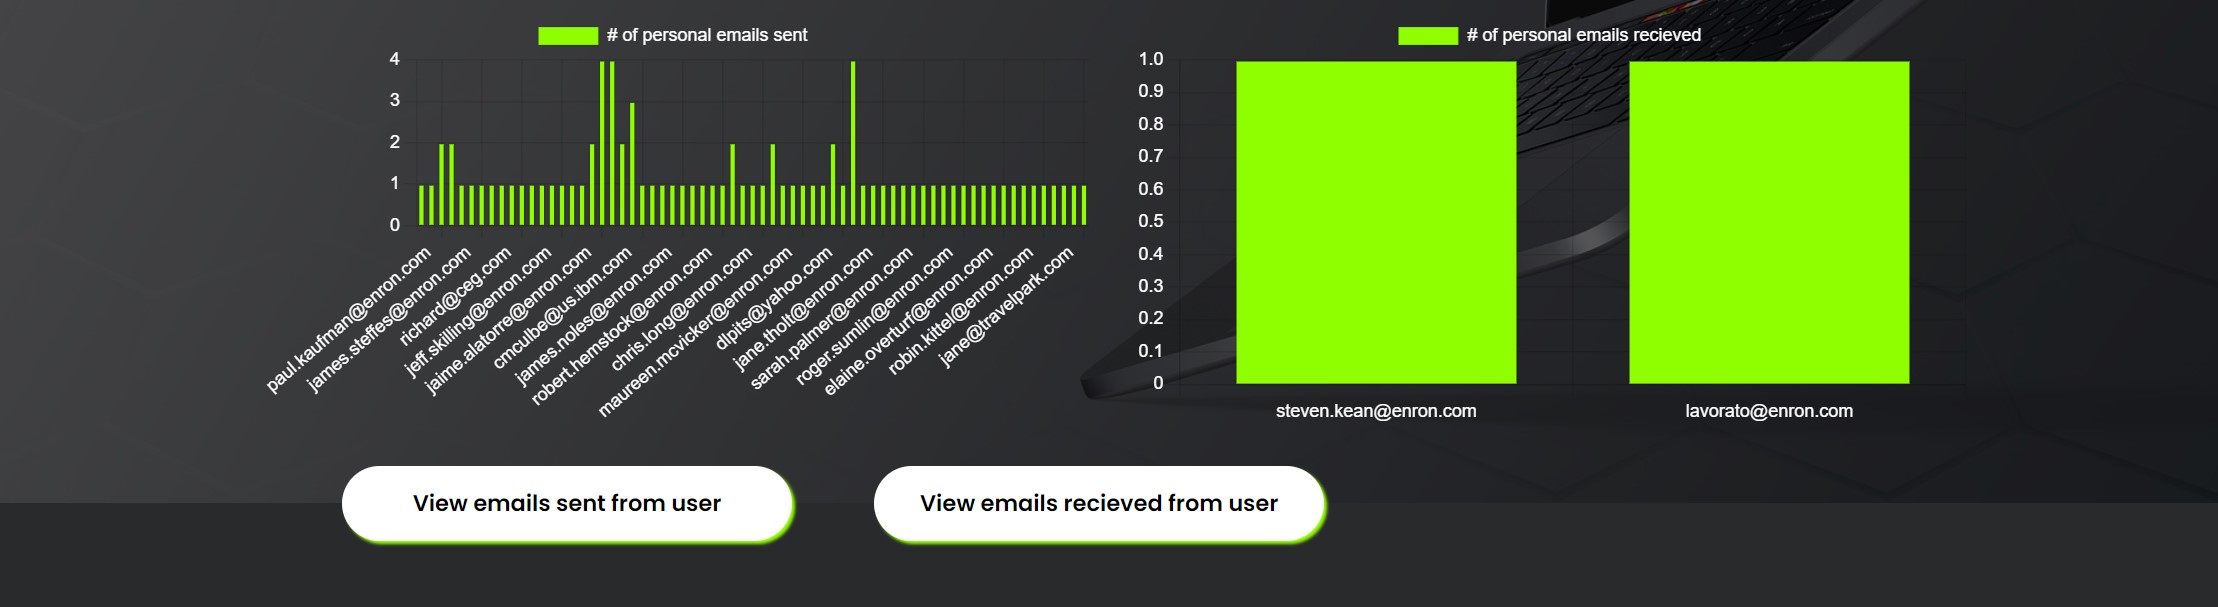 # of personal emails sent
4
3
2
1
0
paul.kaufman@enron.com
james.steffes@enron.com
richard@ceg.com
jeff.skilling@enron.com
jaime.alatorre@enron.com
cmculbe@us.ibm.com
james.noles@enron.com
robert.hemstock@enron.com
chris.long@enron.com
maureen.mcvicker@enron.com
dlpits@yahoo.com
jane.tholt@enron.com
sarah.palmer@enron.com
roger.sumlin@enron.com
elaine.overturf@enron.com
robin.kittel@enron.com
jane@travelpark.com
# of personal emails recieved
1.0
0.9
0.8
0.7
0.6
0.5
0.4
0.3
0.2
0.1
0
steven.kean@enron.com
lavorato@enron.com
View emails sent from user
View emails recieved from user